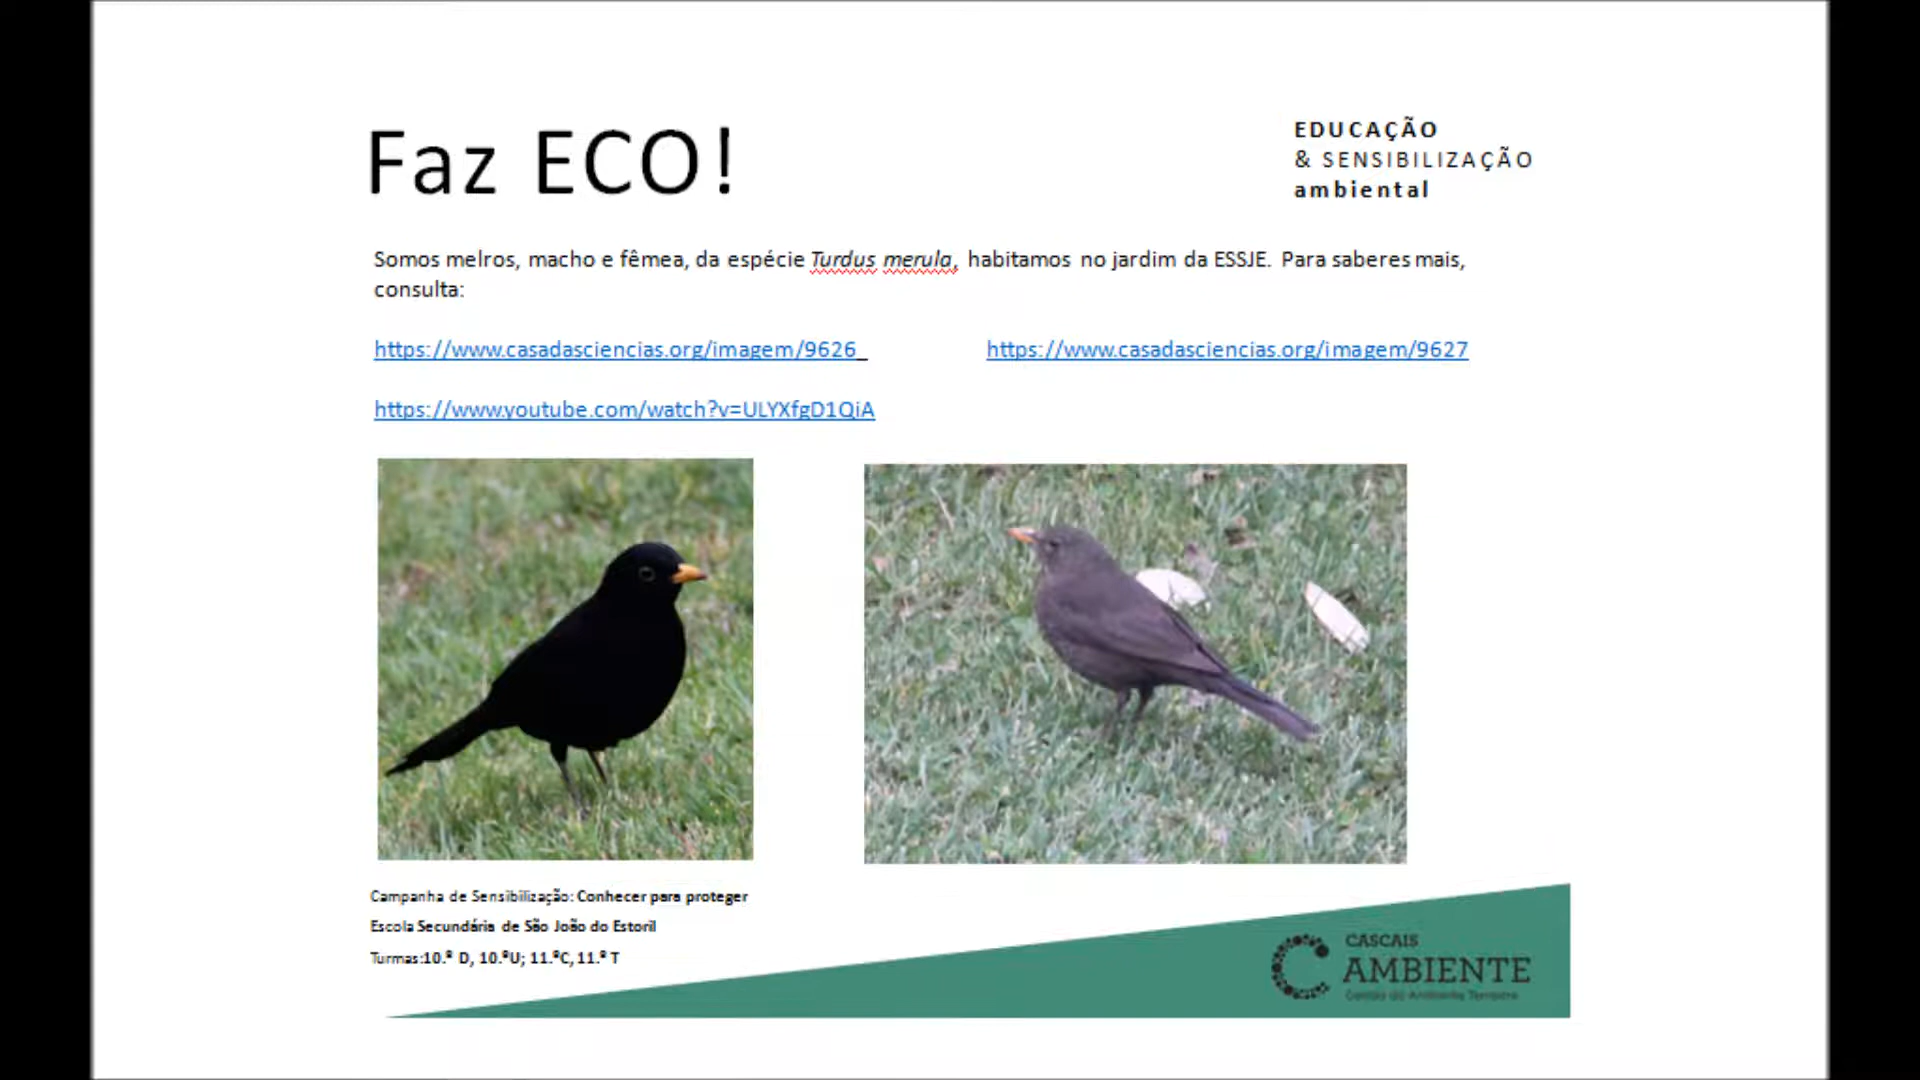 Faz ECO!
EDUCAÇÃO
& SENSIBILIZAÇÃO
ambiental
Somos melros, macho e fêmea, da espécie Turdus merula, habitamos no jardim da ESSJE. Para saberes mais,
consulta:
https://www.casadasciencias.org/imagem/9626
https://www.casadasciencias.org/imagem/9627
https://www.youtube.com/watch?v=ULYXfgD1QiA
Campanha de Sensibilização: Conhecer para proteger
Escola Secundária de São João do Estoril
Turmas:10.º D, 10.ºU; 11.ºC, 11.º T
CASCAIS
AMBIENTE